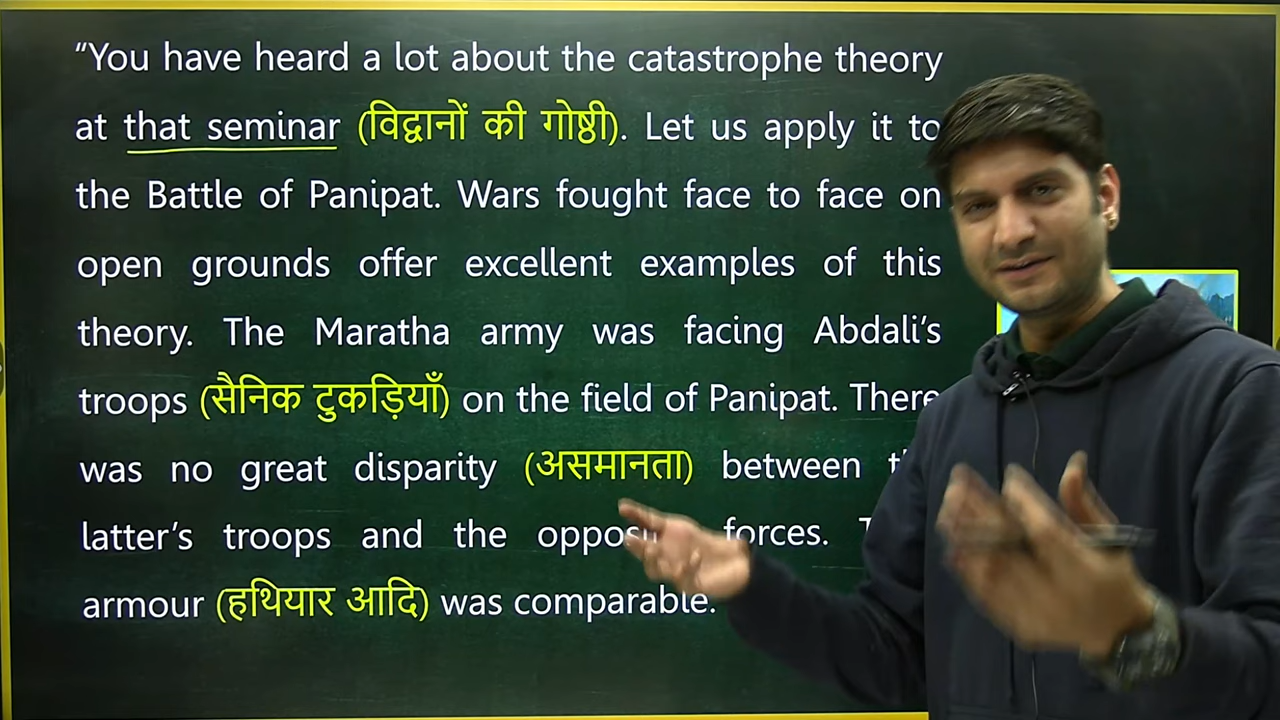 “You have heard a lot about the catastrophe theory
at that seminar (विद्वानों की गोष्ठी). Let us apply it to
the Battle of Panipat. Wars fought face to face on
open grounds offer excellent examples of this
theory. The Maratha army was facing Abdali’s
troops (सैनिक टुकड़ियाँ) on the field of Panipat. There
was no great disparity (असमानता) between
latter’s troops and the forces.
armour (हथियार आदि) was comparable.